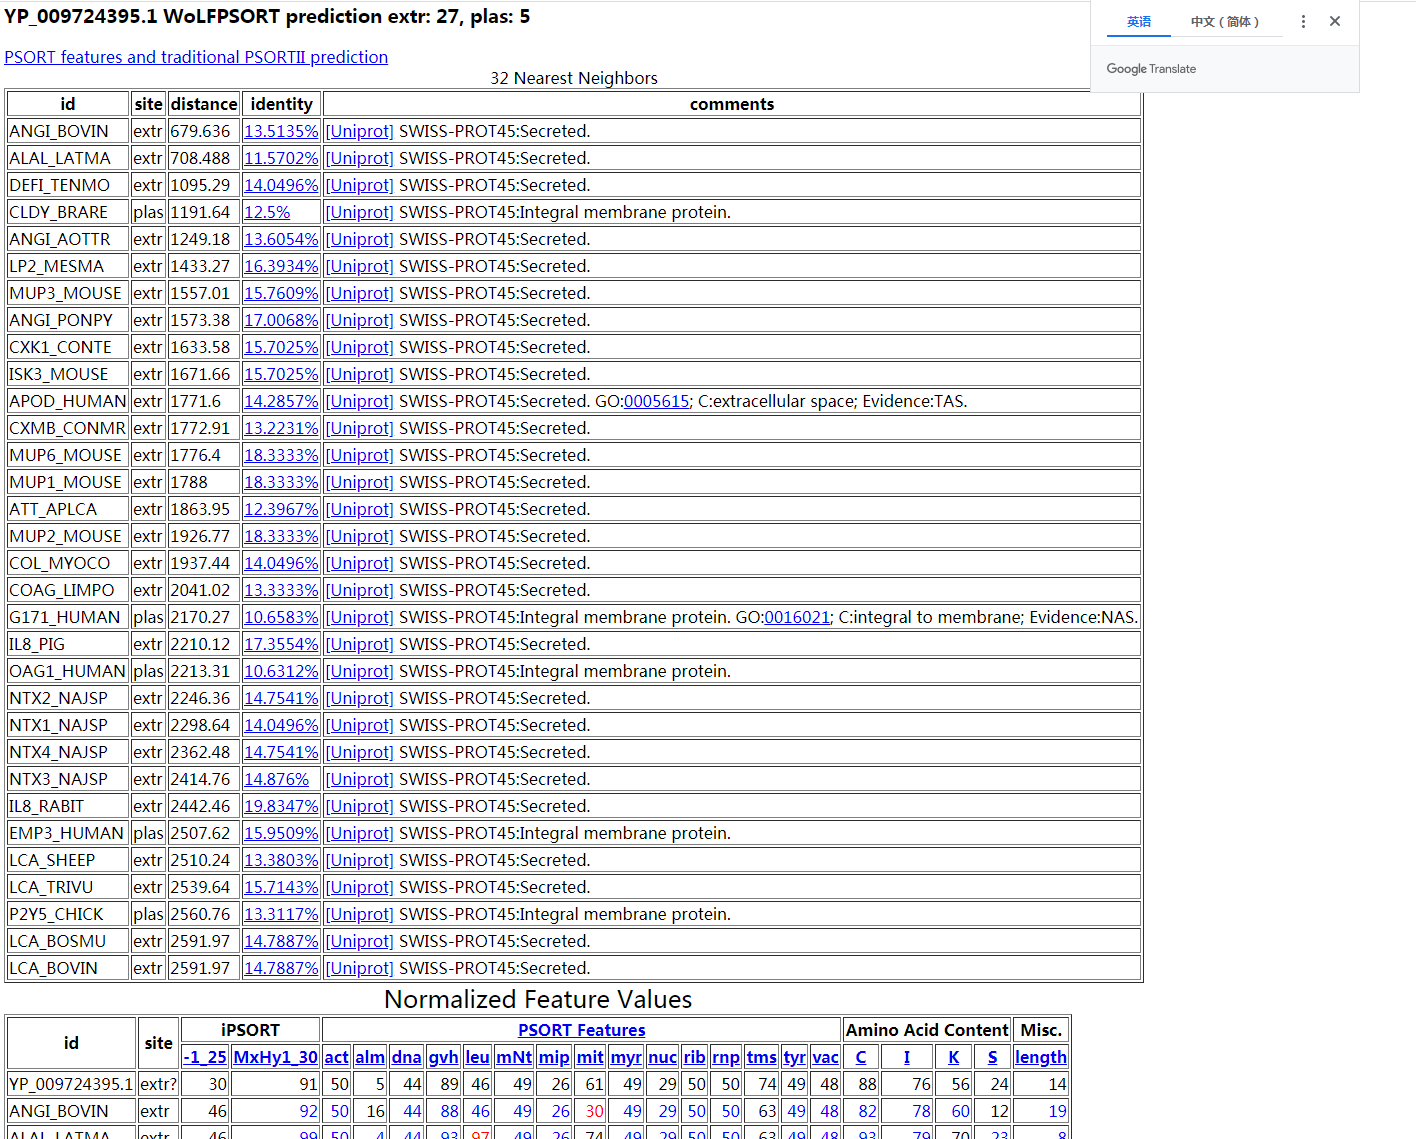 YP_009724395.1 WoLFPSORT prediction extr: 27, plas: 5
英语 中文（简体）
Google Translate
PSORT features and traditional PSORTII prediction
32 Nearest Neighbors
id site distance identity comments
ANGI_BOVIN extr 679.636 13.5135% [Uniprot] SWISS-PROT45:Secreted.
ALAL_LATMA extr 708.488 11.5702% [Uniprot] SWISS-PROT45:Secreted.
DEFI_TENMO extr 1095.29 14.0496% [Uniprot] SWISS-PROT45:Secreted.
CLDY_BRARE plas 1191.64 12.5% [Uniprot] SWISS-PROT45:Integral membrane protein.
ANGI_AOTTR extr 1249.18 13.6054% [Uniprot] SWISS-PROT45:Secreted.
LP2_MESMA extr 1433.27 16.3934% [Uniprot] SWISS-PROT45:Secreted.
MUP3_MOUSE extr 1557.01 15.7609% [Uniprot] SWISS-PROT45:Secreted.
ANGI_PONPY extr 1573.38 17.0068% [Uniprot] SWISS-PROT45:Secreted.
CXK1_CONTE extr 1633.58 15.7025% [Uniprot] SWISS-PROT45:Secreted.
ISK3_MOUSE extr 1671.66 15.7025% [Uniprot] SWISS-PROT45:Secreted.
APOD_HUMAN extr 1771.6 14.2857% [Uniprot] SWISS-PROT45:Secreted. GO:0005615; C:extracellular space; Evidence:TAS.
CXMB_CONMR extr 1772.91 13.2231% [Uniprot] SWISS-PROT45:Secreted.
MUP6_MOUSE extr 1776.4 18.3333% [Uniprot] SWISS-PROT45:Secreted.
MUP1_MOUSE extr 1788 18.3333% [Uniprot] SWISS-PROT45:Secreted.
ATT_APLCA extr 1863.95 12.3967% [Uniprot] SWISS-PROT45:Secreted.
MUP2_MOUSE extr 1926.77 18.3333% [Uniprot] SWISS-PROT45:Secreted.
COL_MYOCO extr 1937.44 14.0496% [Uniprot] SWISS-PROT45:Secreted.
COAG_LIMPO extr 2041.02 13.3333% [Uniprot] SWISS-PROT45:Secreted.
G171_HUMAN plas 2170.27 10.6583% [Uniprot] SWISS-PROT45:Integral membrane protein. GO:0016021; C:integral to membrane; Evidence:NAS.
IL8_PIG extr 2210.12 17.3554% [Uniprot] SWISS-PROT45:Secreted.
OAG1_HUMAN plas 2213.31 10.6312% [Uniprot] SWISS-PROT45:Integral membrane protein.
NTX2_NAJSP extr 2246.36 14.7541% [Uniprot] SWISS-PROT45:Secreted.
NTX1_NAJSP extr 2298.64 14.0496% [Uniprot] SWISS-PROT45:Secreted.
NTX4_NAJSP extr 2362.48 14.7541% [Uniprot] SWISS-PROT45:Secreted.
NTX3_NAJSP extr 2414.76 14.876% [Uniprot] SWISS-PROT45:Secreted.
IL8_RABIT extr 2442.46 19.8347% [Uniprot] SWISS-PROT45:Secreted.
EMP3_HUMAN plas 2507.62 15.9509% [Uniprot] SWISS-PROT45:Integral membrane protein.
LCA_SHEEP extr 2510.24 13.3803% [Uniprot] SWISS-PROT45:Secreted.
LCA_TRIVU extr 2539.64 15.7143% [Uniprot] SWISS-PROT45:Secreted.
P2Y5_CHICK plas 2560.76 13.3117% [Uniprot] SWISS-PROT45:Integral membrane protein.
LCA_BOSMU extr 2591.97 14.7887% [Uniprot] SWISS-PROT45:Secreted.
LCA_BOVIN extr 2591.97 14.7887% [Uniprot] SWISS-PROT45:Secreted.
Normalized Feature Values
id site iPSORT PSORT Features Amino Acid Content Misc.
-1_25 MxHy1_30 act alm dna gvh leu mNt mip mit myr nuc rib rnp tms tyr vac C I K S length
YP_009724395.1 extr? 30 91 50 5 44 89 46 49 26 61 49 29 50 50 74 49 48 88 76 56 24 14
ANGI_BOVIN extr 46 92 50 16 44 88 46 49 26 30 49 29 50 50 63 49 48 82 78 60 12 19
ALAL_LATMA extr 46 99 50 4 44 93 97 49 26 74 49 29 50 50 63 49 48 93 79 70 23 8